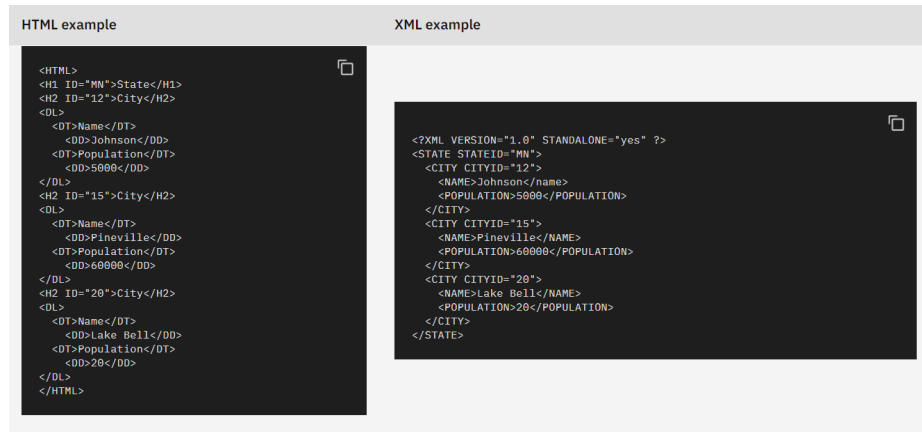 HTML example
<HTML>
<H1 ID="MN">State</H1>
<H2 ID="12">City</H2>
<DL>
<DT>Name</DT>
<DD>Johnson</DD>
<DT>Population</DT>
<DD>5000</DD>
</DL>
<H2 ID="15">City</H2>
<DL>
<DT>Name</DT>
<DD>Pineville</DD>
<DT>Population</DT>
<DD>60000</DD>
</DL>
<H2 ID="20">City</H2>
<DL>
<DT>Name</DT>
<DD>Lake Bell</DD>
<DT>Population</DT>
<DD>20</DD>
</DL>
</HTML>
XML example
<?XML VERSION="1.0" STANDALONE="yes" ?>
<STATE STATEID="MN">
<CITY CITYID="12">
<NAME>Johnson</name>
<POPULATION>5000</POPULATION>
</CITY>
<CITY CITYID="15">
<NAME>Pineville</NAME>
<POPULATION>60000</POPULATION>
</CITY>
<CITY CITYID="20">
<NAME>Lake Bell</NAME>
<POPULATION>20</POPULATION>
</CITY>
</STATE>